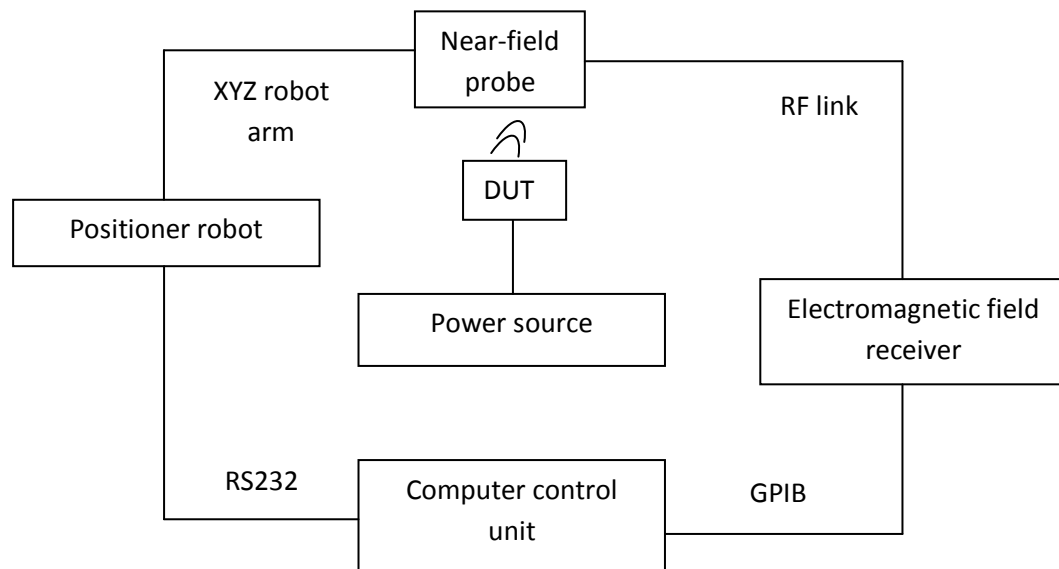 Near-field
probe
XYZ robot
arm
RF link
DUT
Positioner robot
Power source
Electromagnetic field
receiver
RS232
Computer control
unit
GPIB